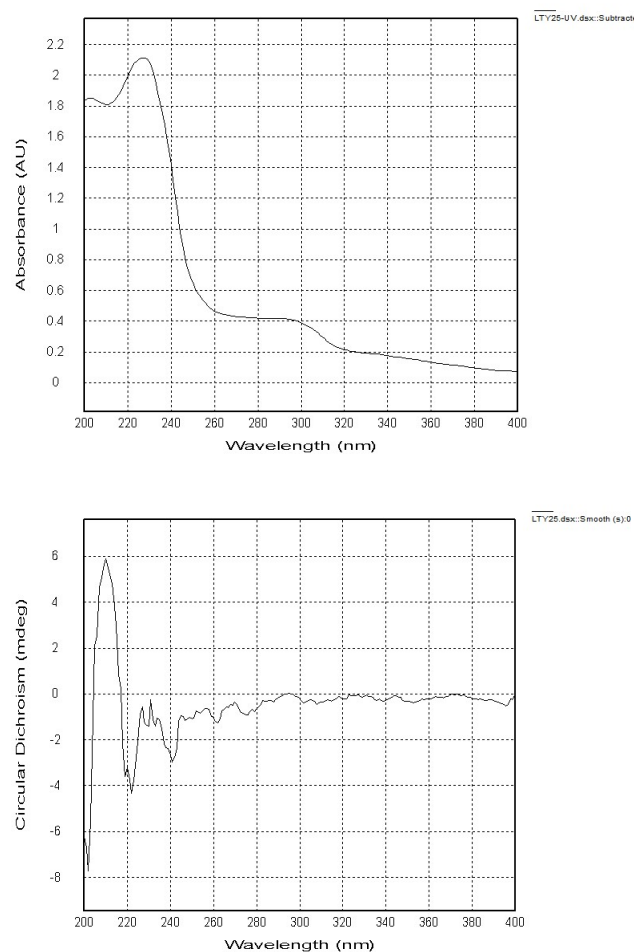 LTY25-UV.dsx::Subtracte
2.2
2
1.8
1.6
1.4
1.2
1
0.8
0.6
0.4
0.2
0
Absorbance (AU)
200 220 240 260 280 300 320 340 360 380 400
Wavelength (nm)
LTY25.dsx::Smooth (s):0
6
4
2
0
-2
-4
-6
-8
Circular Dichroism (mdeg)
200 220 240 260 280 300 320 340 360 380 400
Wavelength (nm)